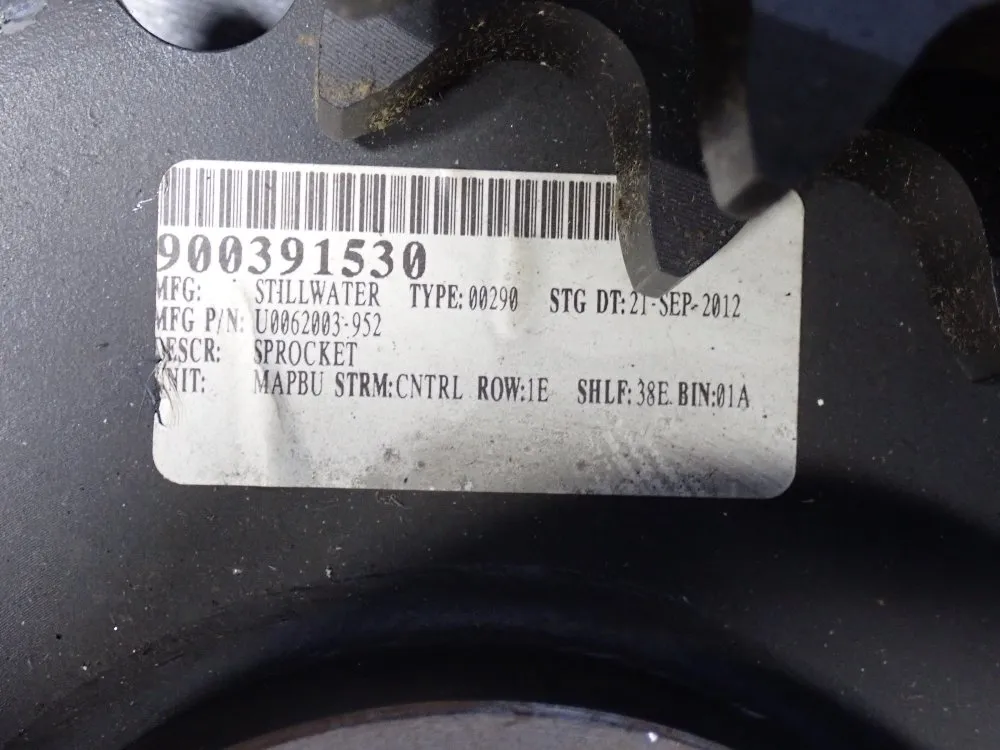 900391530
MFG: STILLWATER TYPE: 00290 STG DT: 21-SEP-2012
MFG P/N: U0062003-952
DESCR: SPROCKET
UNIT: MAPBU STRM: CNTRL ROW: 1E SHLF: 38E BIN: 01A